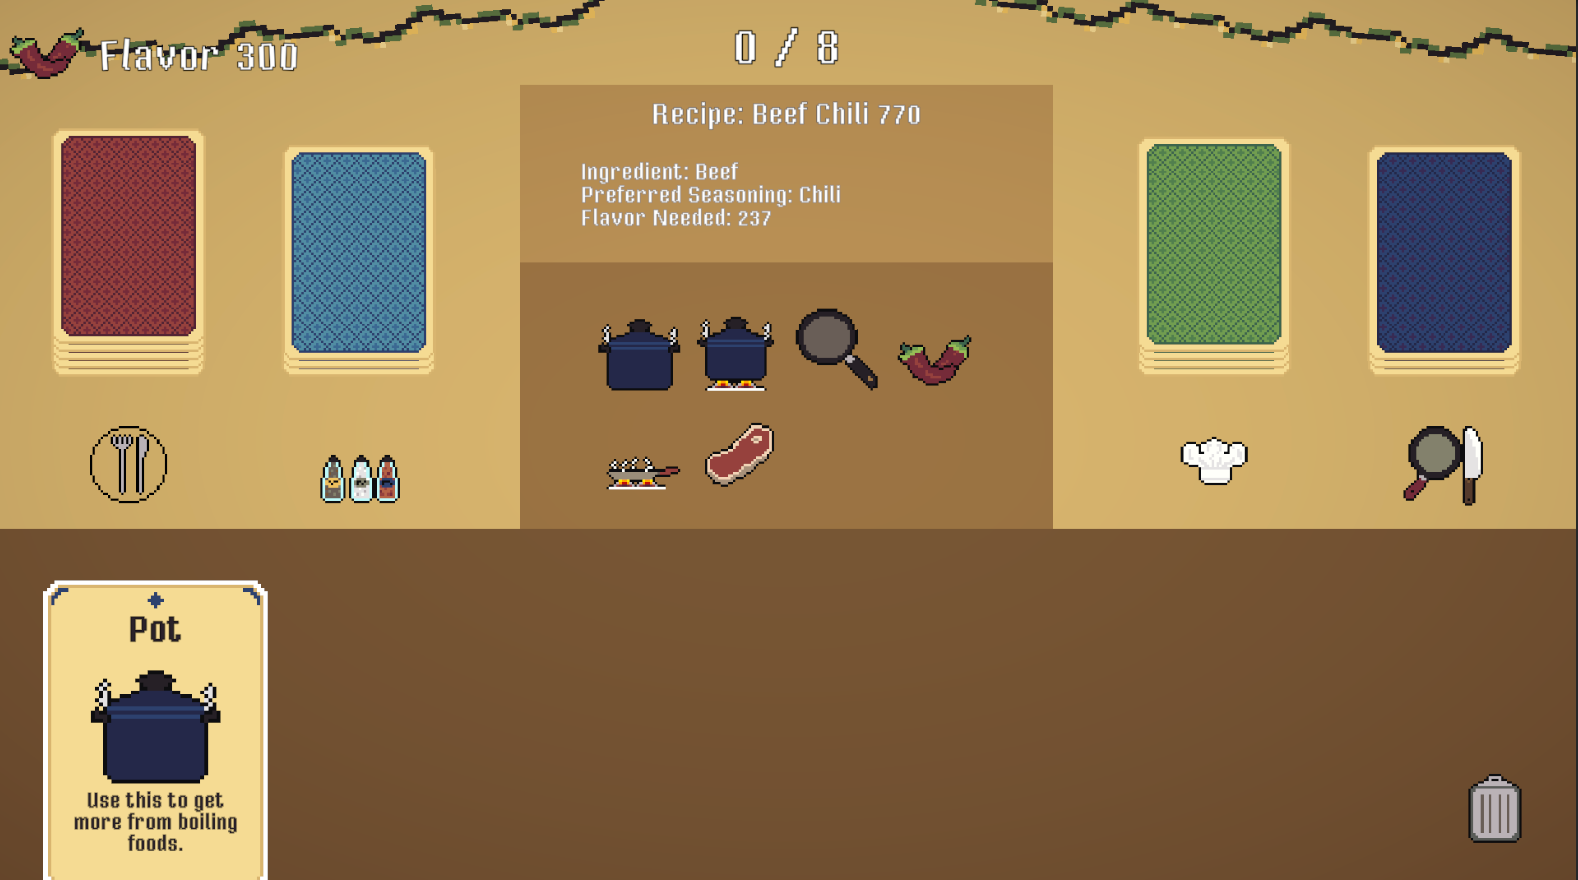 Flavor 300
0 / 8
Recipe: Beef Chili 770
Ingredient: Beef
Preferred Seasoning: Chili
Flavor Needed: 237
Pot
Use this to get
more from boiling
foods.